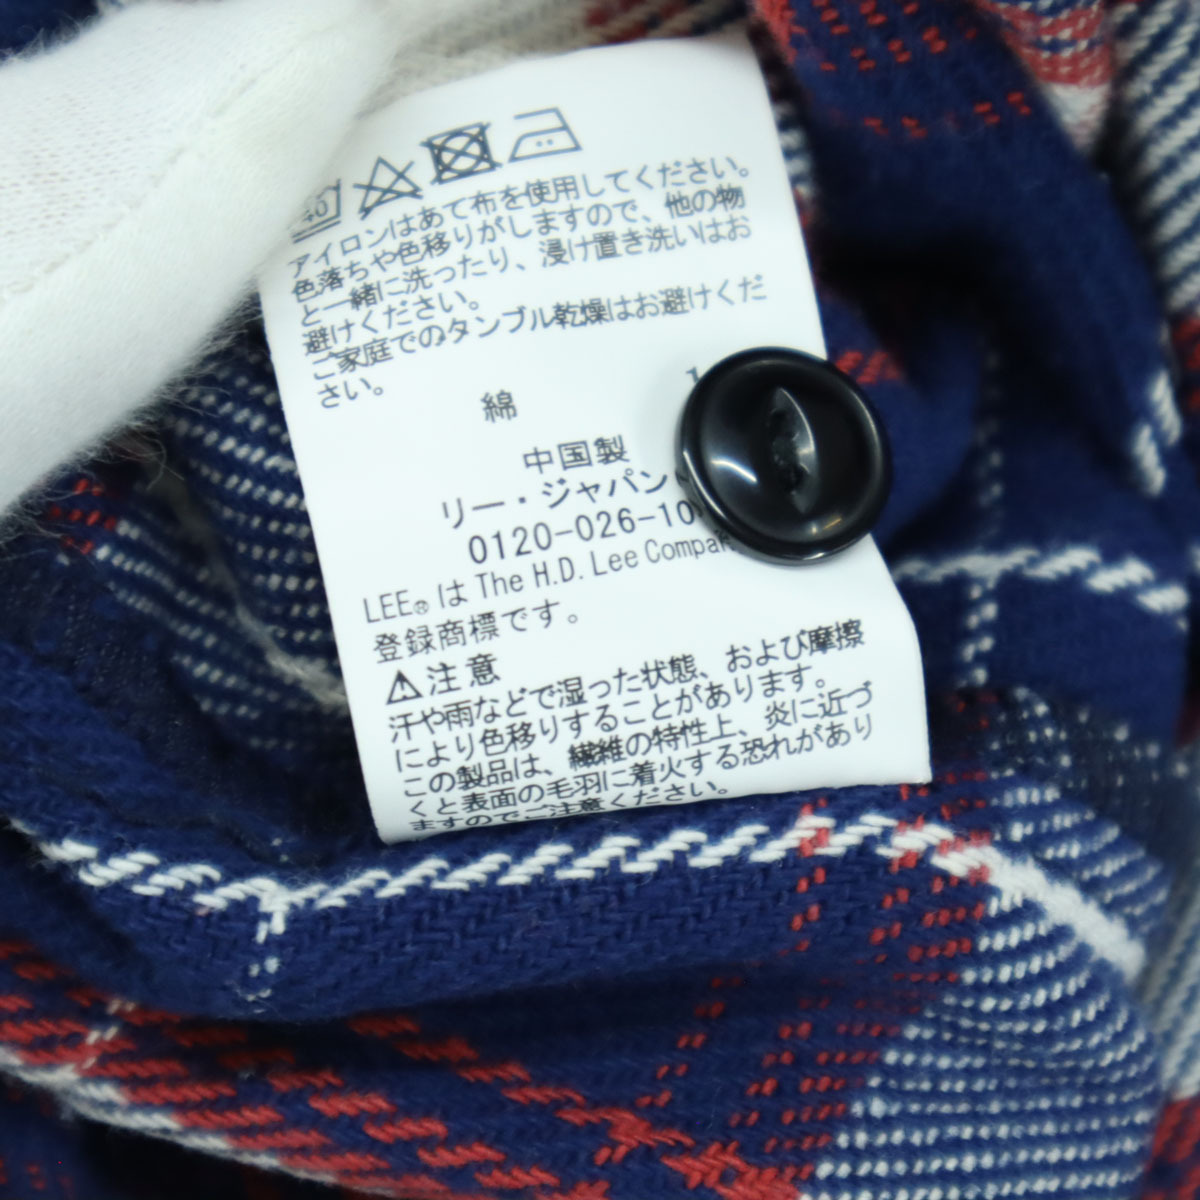 40
アイロンはあて布を使用してください。
色落ちや色移りがしますので、他の物
と一緒に洗ったり、浸け置き洗いはお
避けください。
ご家庭でのタンブル乾燥はお避けくだ
さい。
綿 1
中国製
リー・ジャパン
0120-026-10
LEE®は The H.D. Lee Compa
登録商標です。
⚠注意
汗や雨などで湿った状態、および摩擦
により色移りすることがあります。
この製品は、繊維の特性上、炎に近づ
くと表面の毛羽に着火する恐れがあり
ますのでご注意ください。